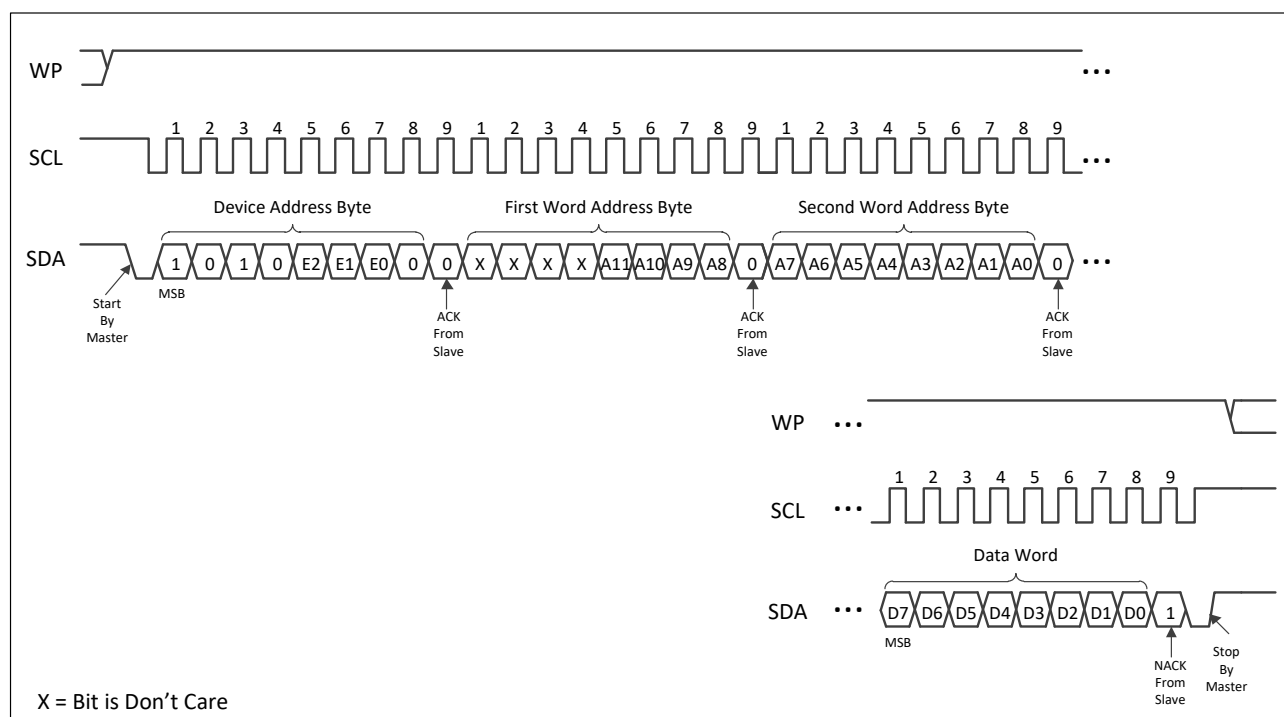 WP ...
1 2 3 4 5 6 7 8 9 1 2 3 4 5 6 7 8 9 1 2 3 4 5 6 7 8 9
SCL ...
Device Address Byte First Word Address Byte Second Word Address Byte
SDA 1 0 1 0 E2 E1 E0 0 0 X X X X A11 A10 A9 A8 0 A7 A6 A5 A4 A3 A2 A1 A0 0 ...
MSB
Start
By
Master
ACK
From
Slave
ACK
From
Slave
ACK
From
Slave
WP ...
1 2 3 4 5 6 7 8 9
SCL ...
Data Word
SDA ... D7 D6 D5 D4 D3 D2 D1 D0 1
MSB
NACK
From
Slave
Stop
By
Master
X = Bit is Don’t Care